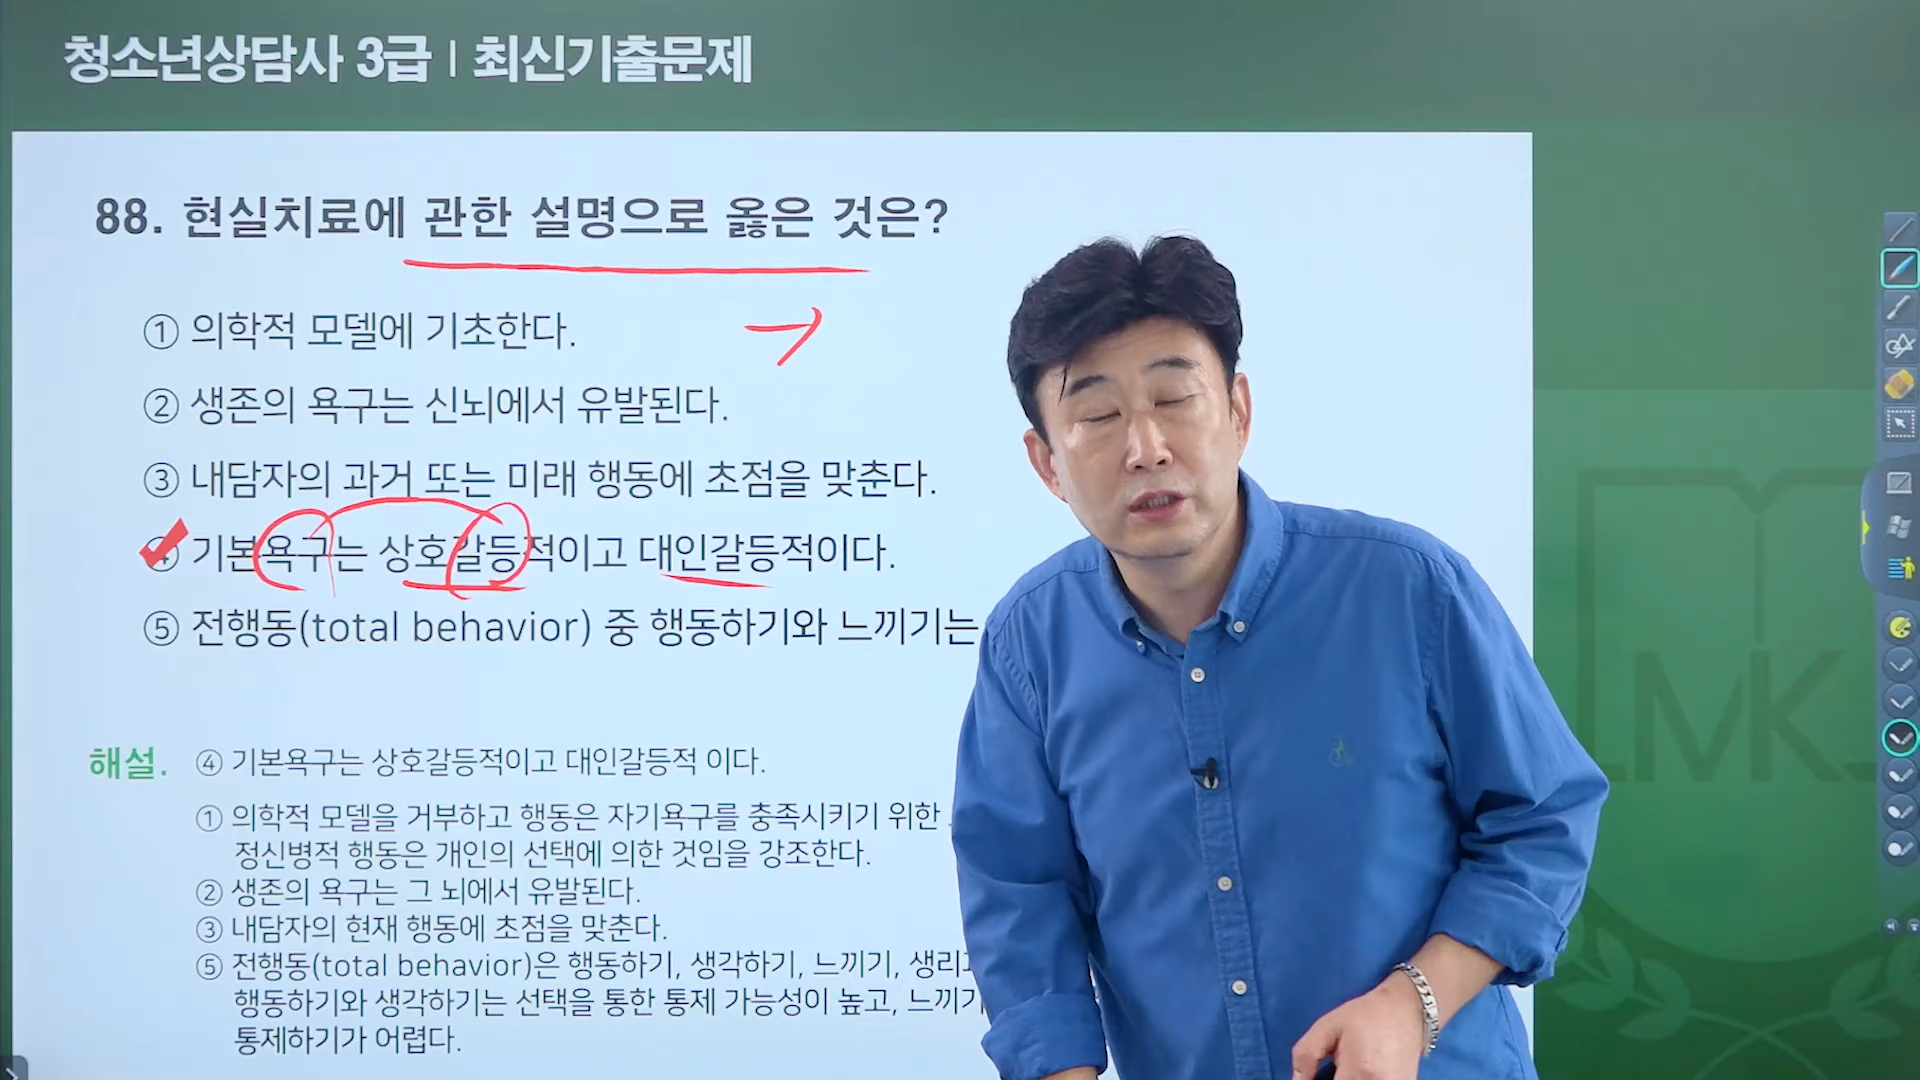 청소년상담사 3급 | 최신기출문제
88. 현실치료에 관한 설명으로 옳은 것은?
① 의학적 모델에 기초한다.
② 생존의 욕구는 신뇌에서 유발된다.
③ 내담자의 과거 또는 미래 행동에 초점을 맞춘다.
④ 기본욕구는 상호갈등적이고 대인갈등적이다.
⑤ 전행동(total behavior) 중 행동하기와 느끼기는
해설. ④ 기본욕구는 상호갈등적이고 대인갈등적 이다.
① 의학적 모델을 거부하고 행동은 자기욕구를 충족시키기 위한
정신병적 행동은 개인의 선택에 의한 것임을 강조한다.
② 생존의 욕구는 그 뇌에서 유발된다.
③ 내담자의 현재 행동에 초점을 맞춘다.
⑤ 전행동(total behavior)은 행동하기, 생각하기, 느끼기, 생리
행동하기와 생각하기는 선택을 통한 통제 가능성이 높고, 느끼기
통제하기가 어렵다.
MK